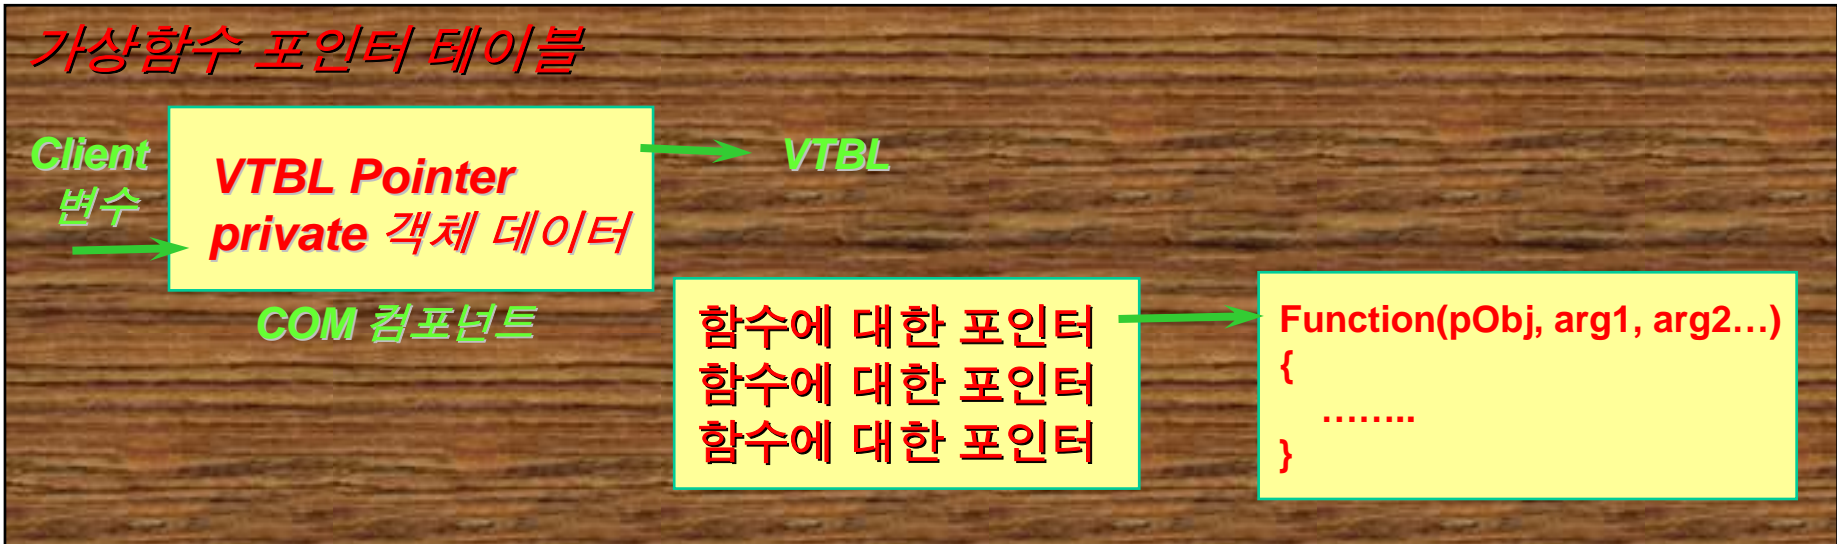 가상함수 포인터 테이블
Client
변수
VTBL Pointer
private 객체 데이터
VTBL
COM 컴포넌트
함수에 대한 포인터
함수에 대한 포인터
함수에 대한 포인터
Function(pObj, arg1, arg2…)
{
……..
}